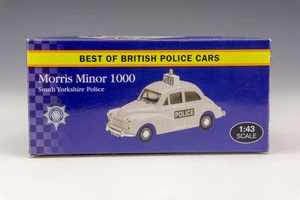 BEST OF BRITISH POLICE CARS
Morris Minor 1000
South Yorkshire Police
POLICE
1:43
SCALE